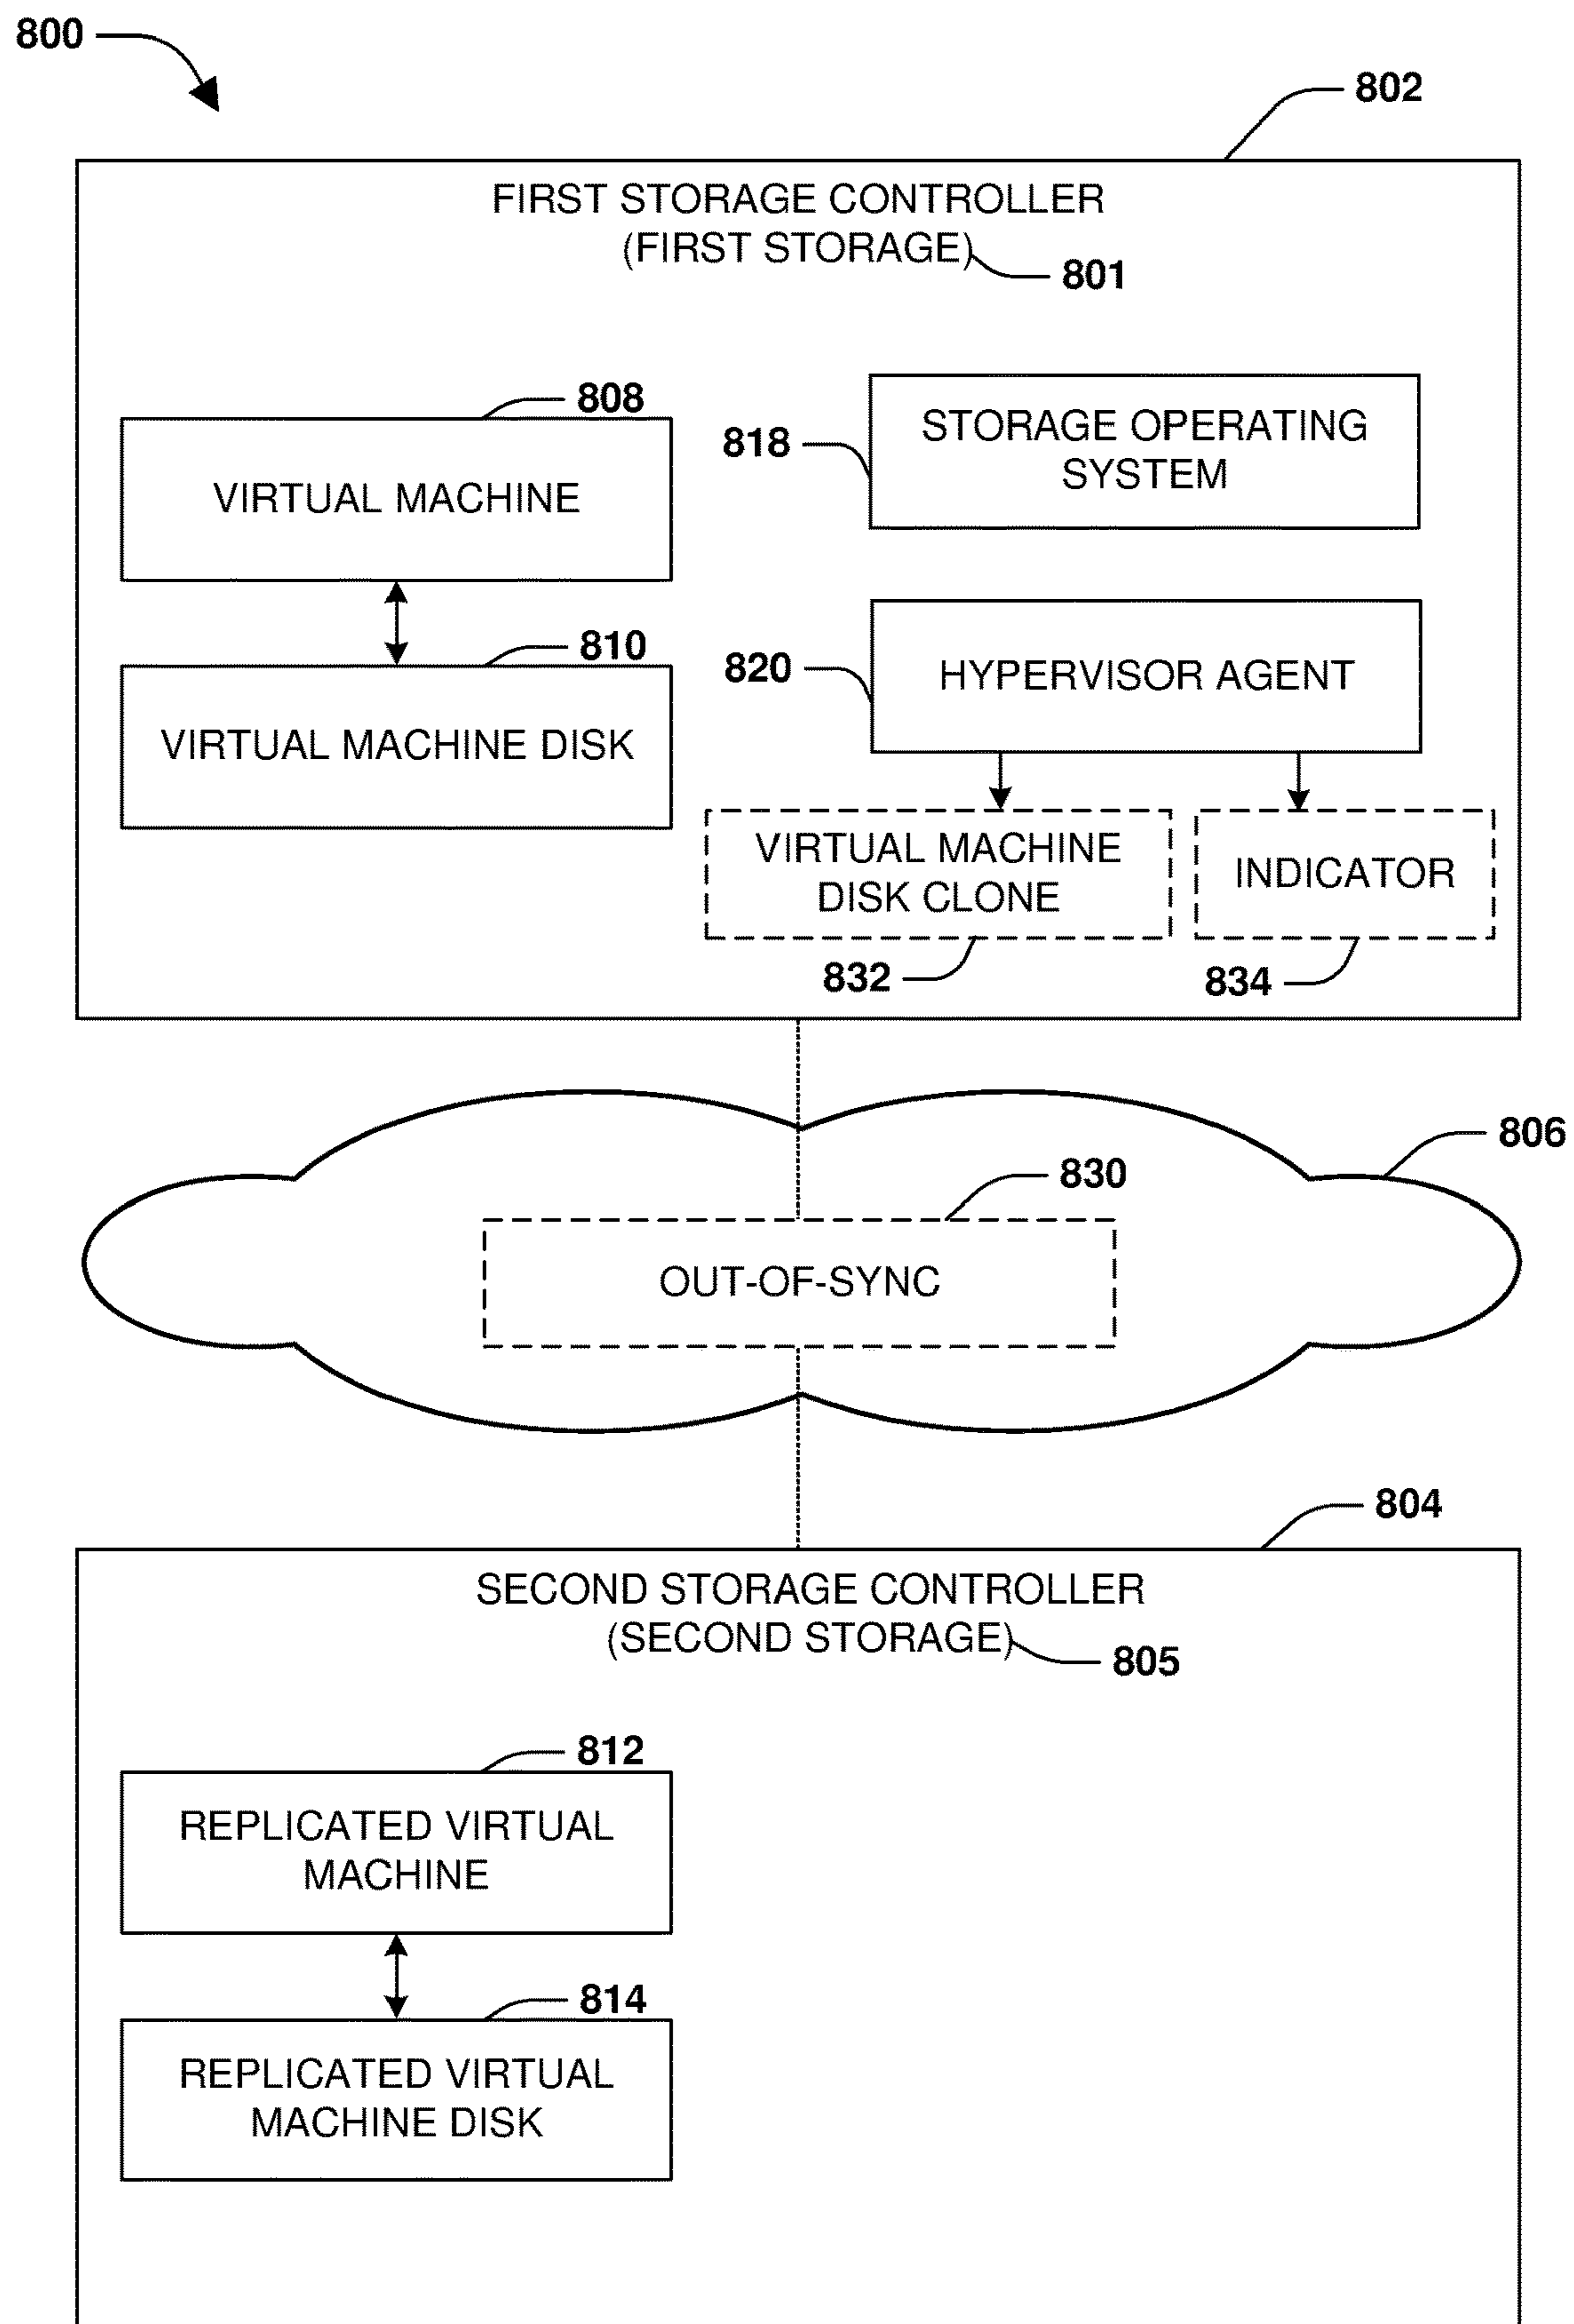 800
802
FIRST STORAGE CONTROLLER
(FIRST STORAGE)
801
808
VIRTUAL MACHINE
818
STORAGE OPERATING
SYSTEM
810
VIRTUAL MACHINE DISK
820
HYPERVISOR AGENT
VIRTUAL MACHINE
DISK CLONE
INDICATOR
832
834
806
830
OUT-OF-SYNC
804
SECOND STORAGE CONTROLLER
(SECOND STORAGE)
805
812
REPLICATED VIRTUAL
MACHINE
814
REPLICATED VIRTUAL
MACHINE DISK